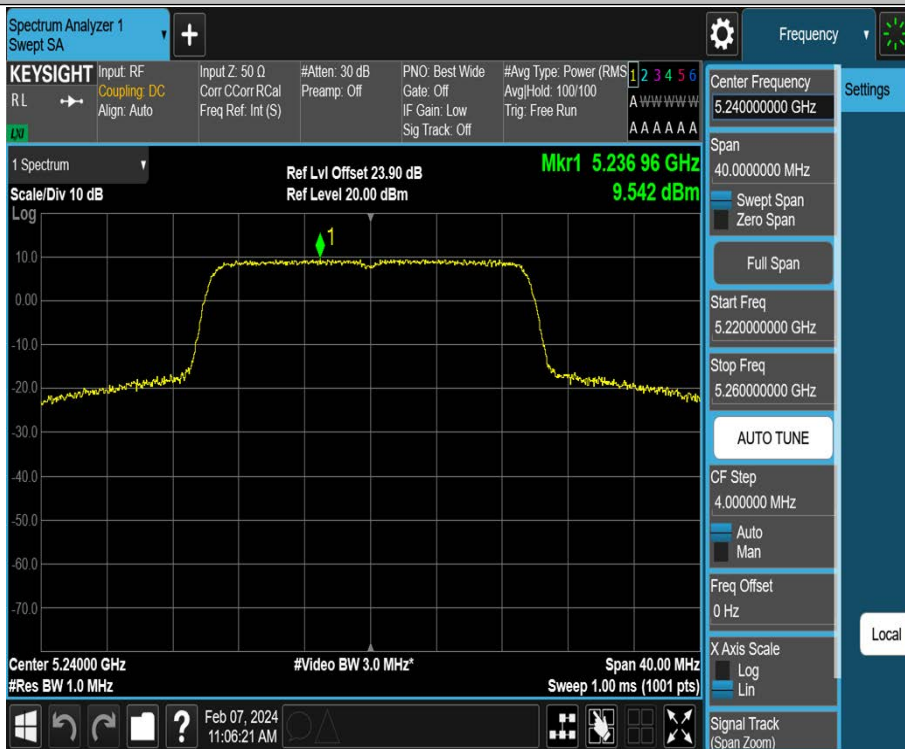 Spectrum Analyzer 1
Swept SA
+
Frequency
KEYSIGHT
RL
LXI
Input: RF
Coupling: DC
Align: Auto
Input Z: 50 Ω
Corr CCorr RCal
Freq Ref: Int (S)
#Atten: 30 dB
Preamp: Off
PNO: Best Wide
Gate: Off
IF Gain: Low
Sig Track: Off
#Avg Type: Power (RMS
Avg|Hold: 100/100
Trig: Free Run
1 2 3 4 5 6
A W W W W W
A A A A A A
1 Spectrum
Scale/Div 10 dB
Log
Ref Lvl Offset 23.90 dB
Ref Level 20.00 dBm
Mkr1 5.236 96 GHz
9.542 dBm
1
10.0
0.00
-10.0
-20.0
-30.0
-40.0
-50.0
-60.0
-70.0
Center 5.24000 GHz
#Res BW 1.0 MHz
#Video BW 3.0 MHz*
Span 40.00 MHz
Sweep 1.00 ms (1001 pts)
Center Frequency
5.240000000 GHz
Span
40.0000000 MHz
Swept Span
Zero Span
Full Span
Start Freq
5.220000000 GHz
Stop Freq
5.260000000 GHz
AUTO TUNE
CF Step
4.000000 MHz
Auto
Man
Freq Offset
0 Hz
X Axis Scale
Log
Lin
Signal Track
(Span Zoom)
Settings
Local
?
Feb 07, 2024
11:06:21 AM